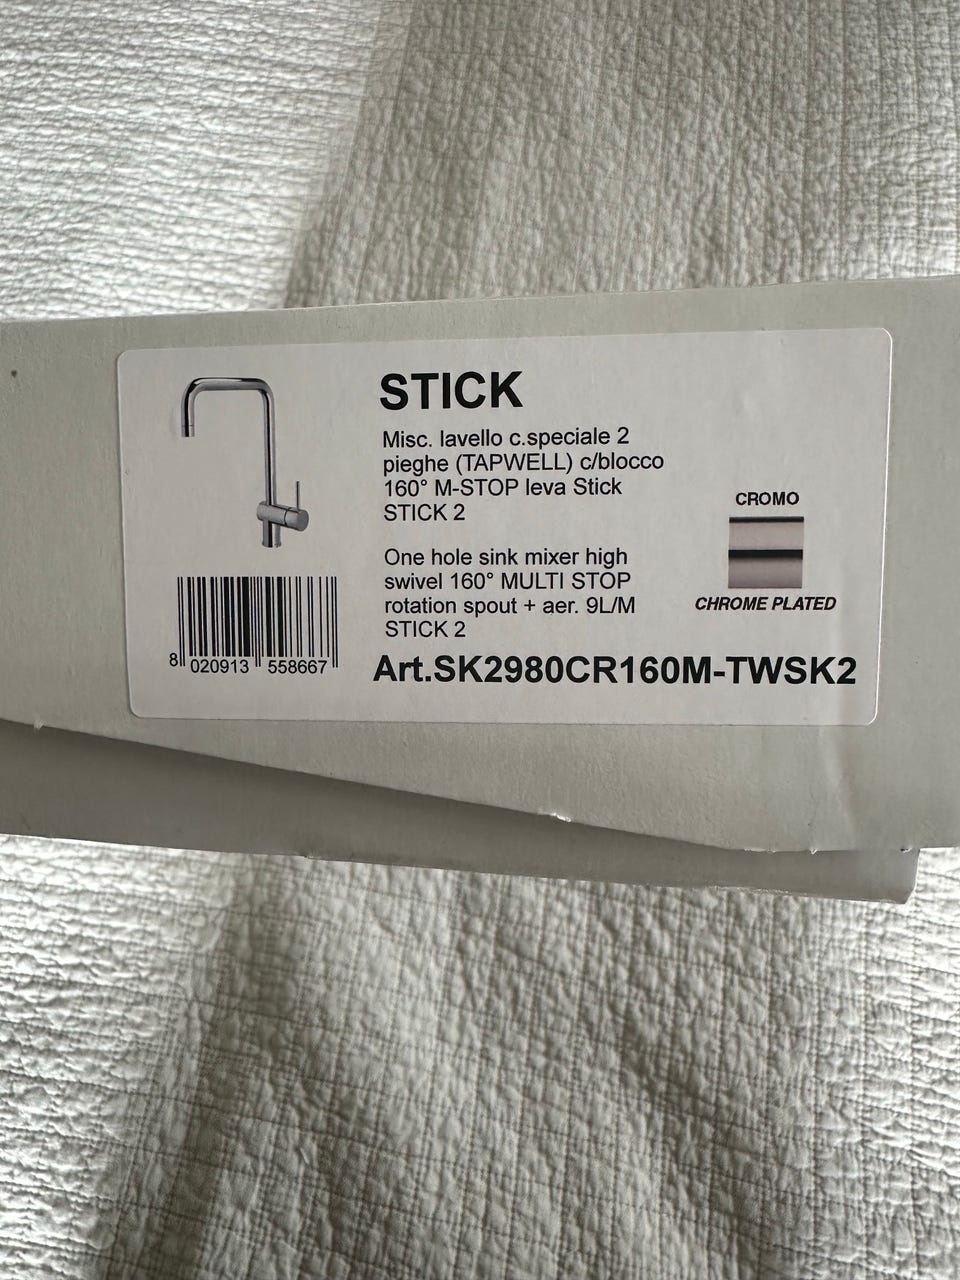 STICK
Misc. lavello c.speciale 2
pieghe (TAPWELL) c/blocco
160° M-STOP leva Stick
STICK 2
One hole sink mixer high
swivel 160° MULTI STOP
rotation spout + aer. 9L/M
STICK 2
CROMO
CHROME PLATED
8 020913 558667
Art.SK2980CR160M-TWSK2